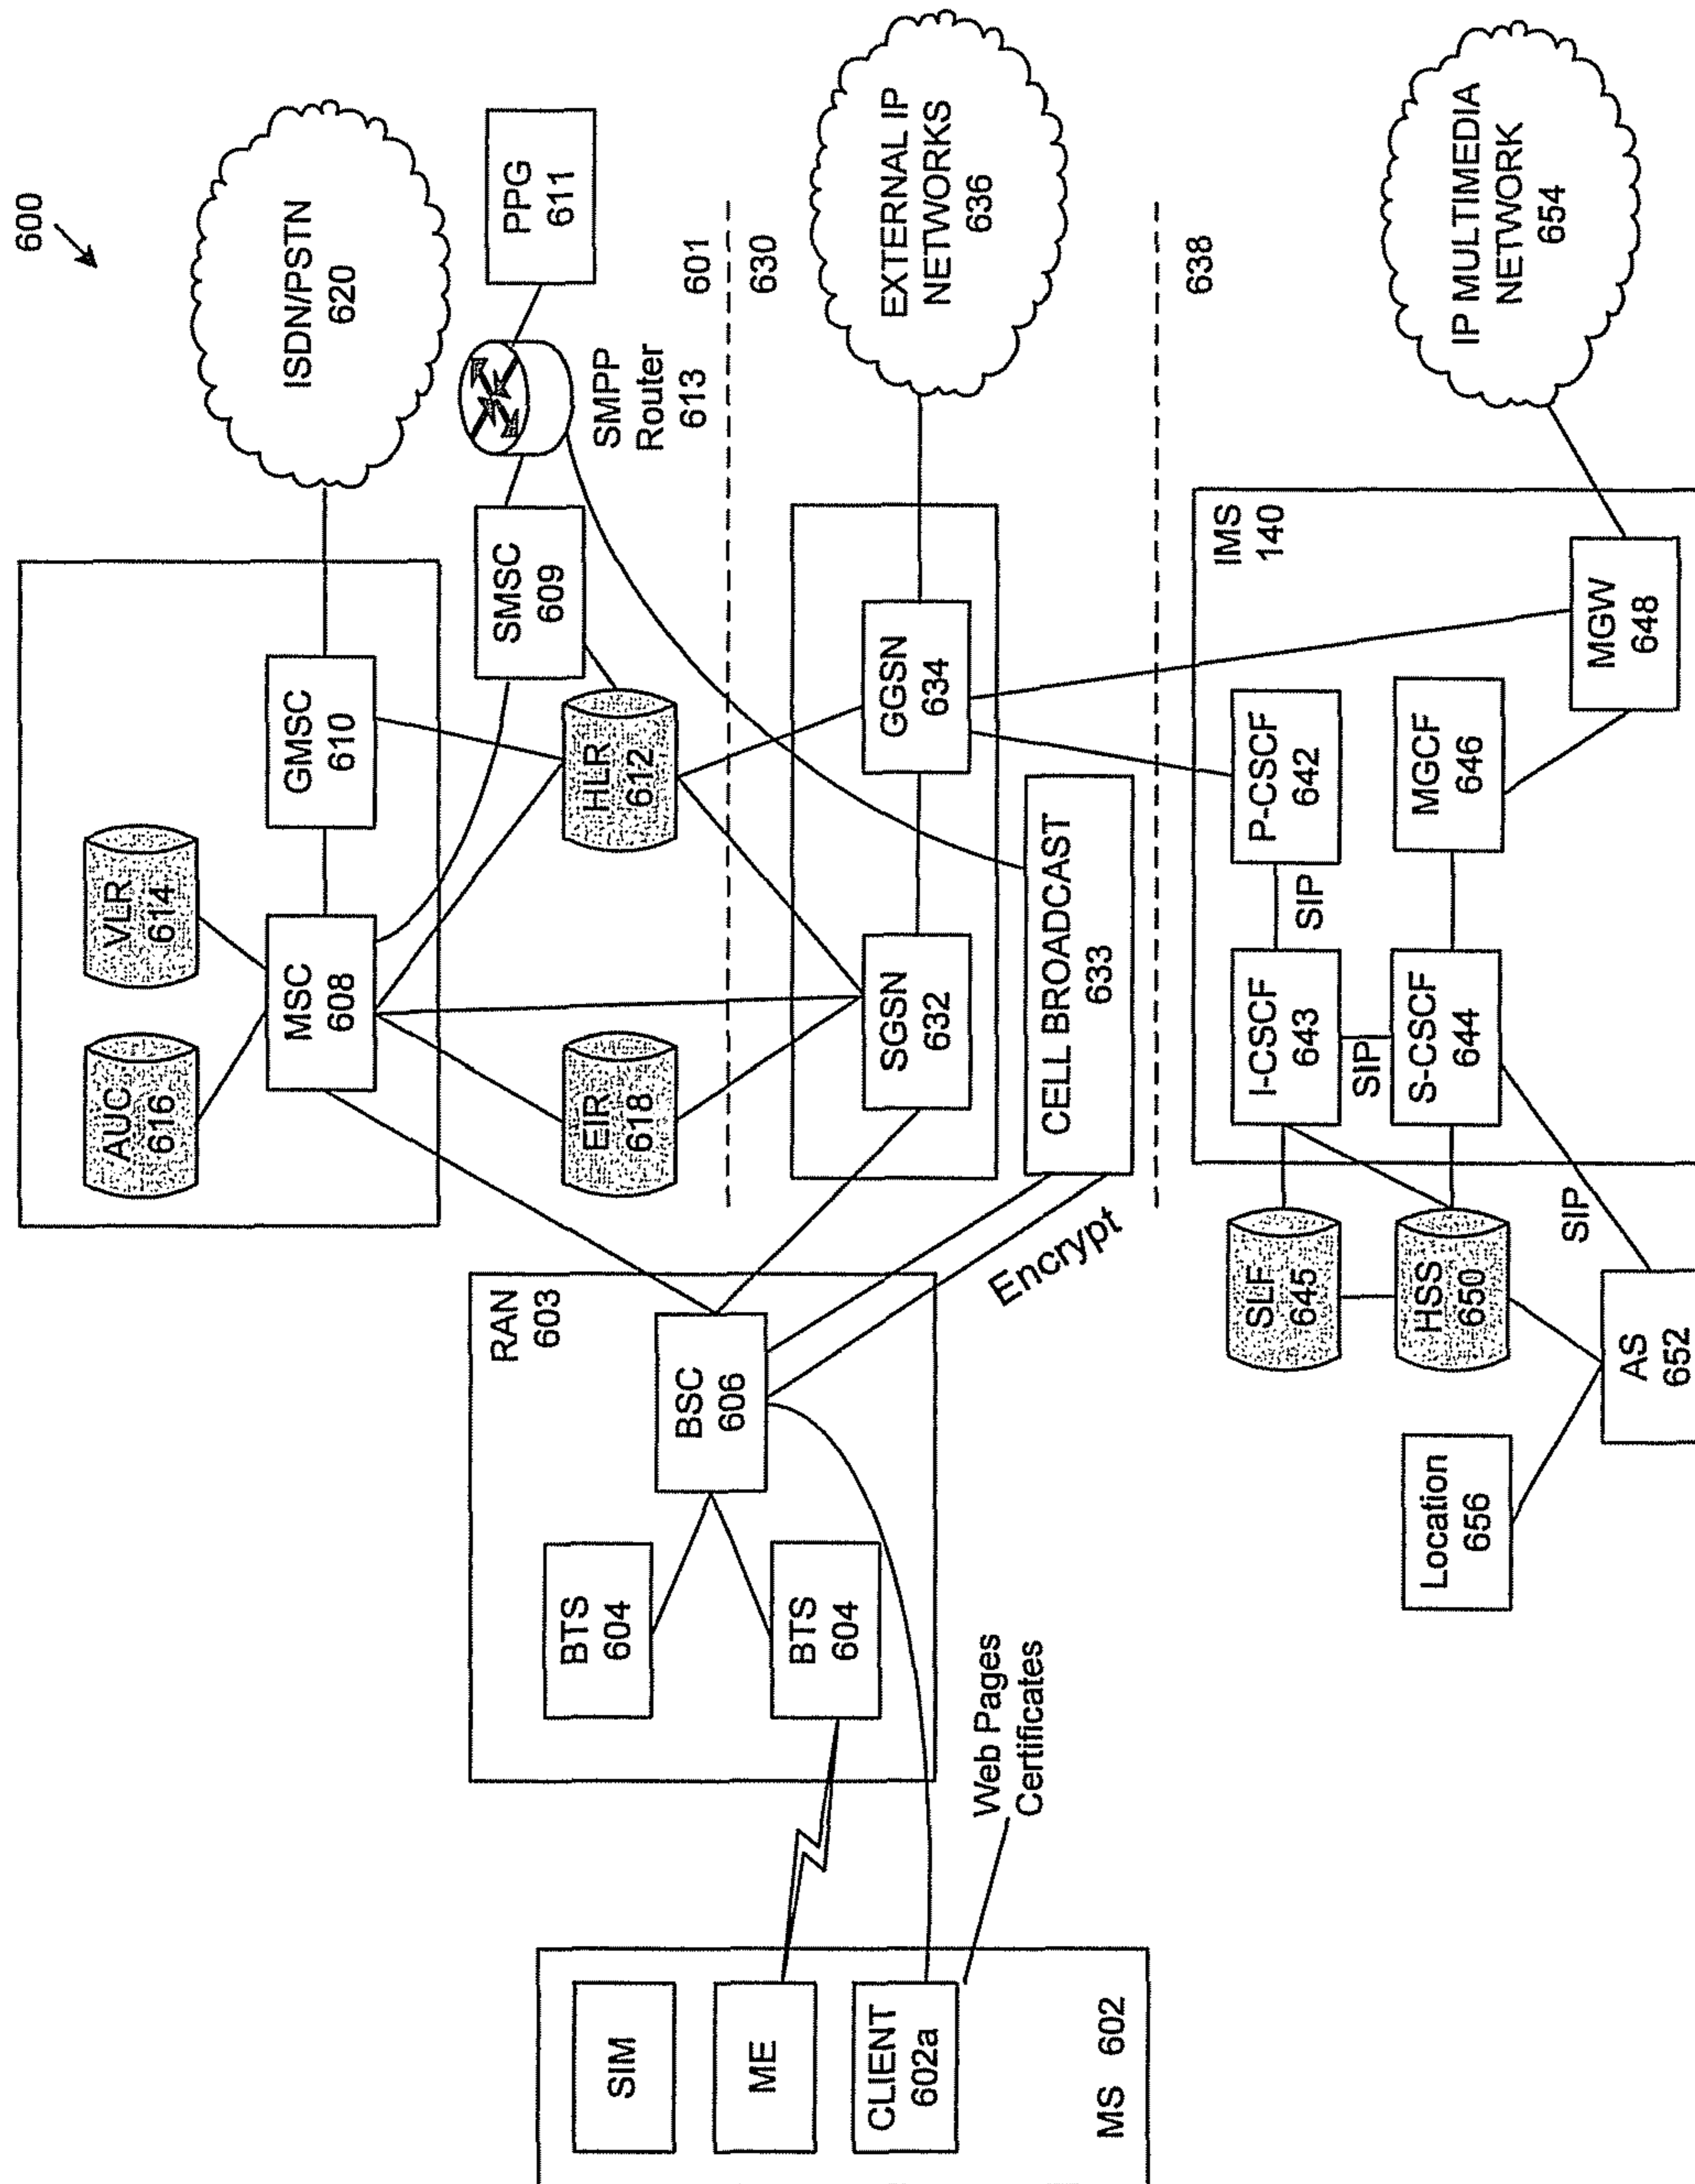 600
AUC
616
VLR
614
MSC
608
GMSC
610
ISDN/PSTN
620
SMSC
609
SMPP
Router
613
PPG
611
EIR
618
HLR
612
601
630
RAN
603
BTS
604
BTS
604
BSC
606
SIM
ME
CLIENT
602a
MS 602
Web Pages
Certificates
SGSN
632
GGSN
634
EXTERNAL IP
NETWORKS
636
CELL BROADCAST
633
Encrypt
638
IMS
140
I-CSCF
643
SIP
P-CSCF
642
SIP
S-CSCF
644
MGCF
646
MGW
648
IP MULTIMEDIA
NETWORK
654
SLF
645
HSS
650
SIP
Location
656
AS
652